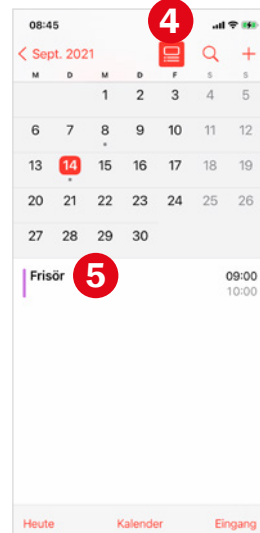 08:45
4
< Sept. 2021
+
M D M D F S S
1 2 3 4 5
6 7 8 9 10 11 12
13 14 15 16 17 18 19
20 21 22 23 24 25 26
27 28 29 30
Frisör 5 09:00
10:00
Heute Kalender Eingang